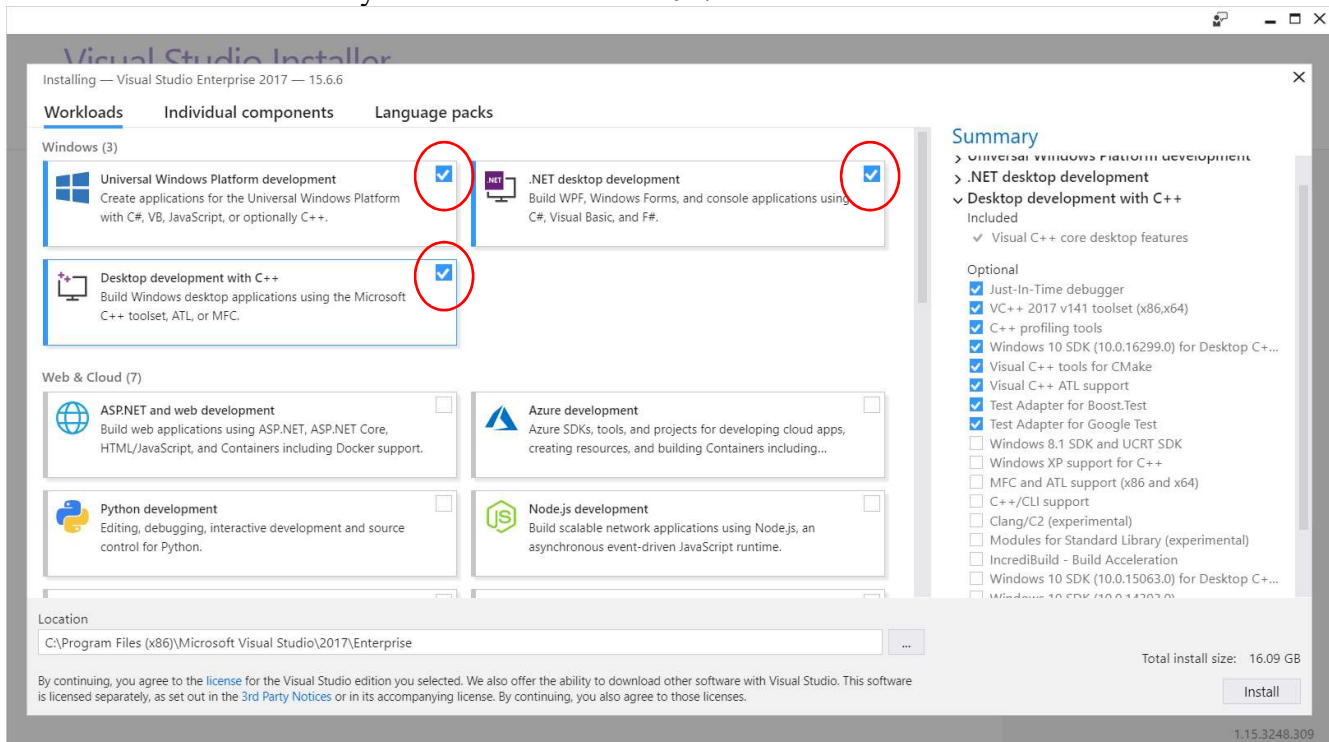 Visual Studio Installer
Installing — Visual Studio Enterprise 2017 — 15.6.6
Workloads Individual components Language packs
Windows (3)
Universal Windows Platform development
Create applications for the Universal Windows Platform
with C#, VB, JavaScript, or optionally C++.
.NET
.NET desktop development
Build WPF, Windows Forms, and console applications using
C#, Visual Basic, and F#.
Desktop development with C++
Build Windows desktop applications using the Microsoft
C++ toolset, ATL, or MFC.
Web & Cloud (7)
ASP.NET and web development
Build web applications using ASP.NET, ASP.NET Core,
HTML/JavaScript, and Containers including Docker support.
Azure development
Azure SDKs, tools, and projects for developing cloud apps,
creating resources, and building Containers including...
Python development
Editing, debugging, interactive development and source
control for Python.
JS
Node.js development
Build scalable network applications using Node.js, an
asynchronous event-driven JavaScript runtime.
Summary
Universal Windows Platform development
.NET desktop development
Desktop development with C++
Included
Visual C++ core desktop features
Optional
Just-In-Time debugger
VC++ 2017 v141 toolset (x86,x64)
C++ profiling tools
Windows 10 SDK (10.0.16299.0) for Desktop C+...
Visual C++ tools for CMake
Visual C++ ATL support
Test Adapter for Boost.Test
Test Adapter for Google Test
Windows 8.1 SDK and UCRT SDK
Windows XP support for C++
MFC and ATL support (x86 and x64)
C++/CLI support
Clang/C2 (experimental)
Modules for Standard Library (experimental)
IncrediBuild - Build Acceleration
Windows 10 SDK (10.0.15063.0) for Desktop C+...
Windows 10 SDK (10.0.14393.0)
Location
C:\Program Files (x86)\Microsoft Visual Studio\2017\Enterprise
...
Total install size: 16.09 GB
By continuing, you agree to the license for the Visual Studio edition you selected. We also offer the ability to download other software with Visual Studio. This software
is licensed separately, as set out in the 3rd Party Notices or in its accompanying license. By continuing, you also agree to those licenses.
Install
1.15.3248.309